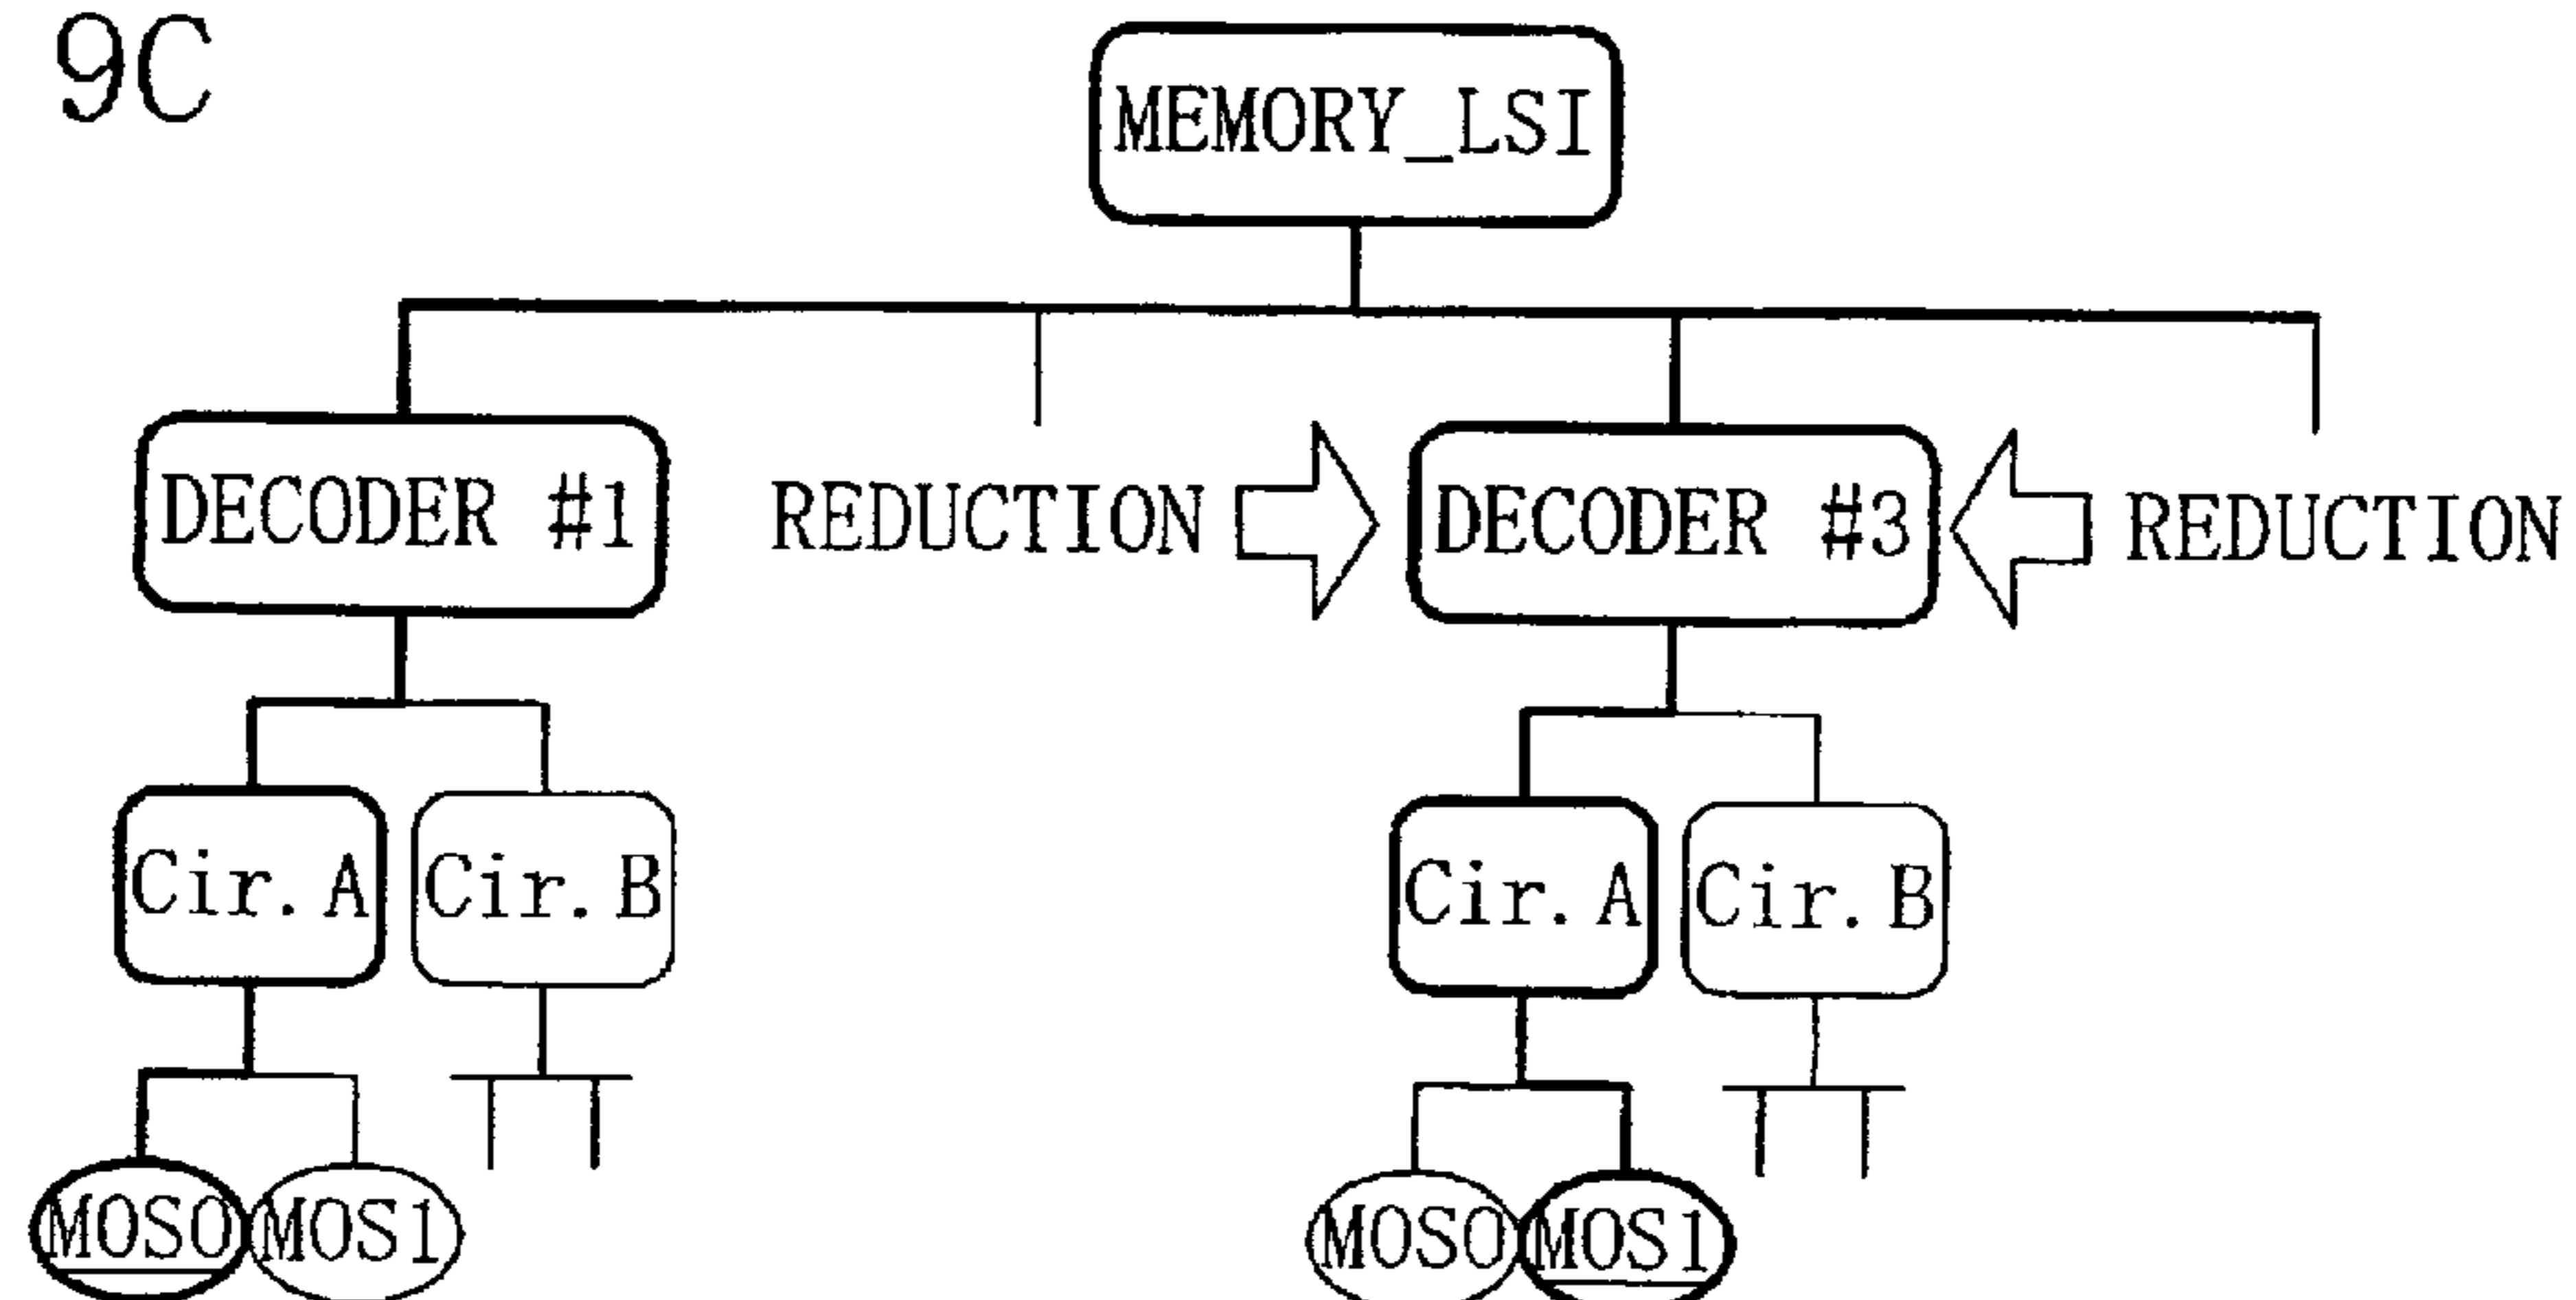 9C
MEMORY_LSI
DECODER #1
REDUCTION
DECODER #3
REDUCTION
Cir. A
Cir. B
Cir. A
Cir. B
MOS0
MOS1
MOS0
MOS1